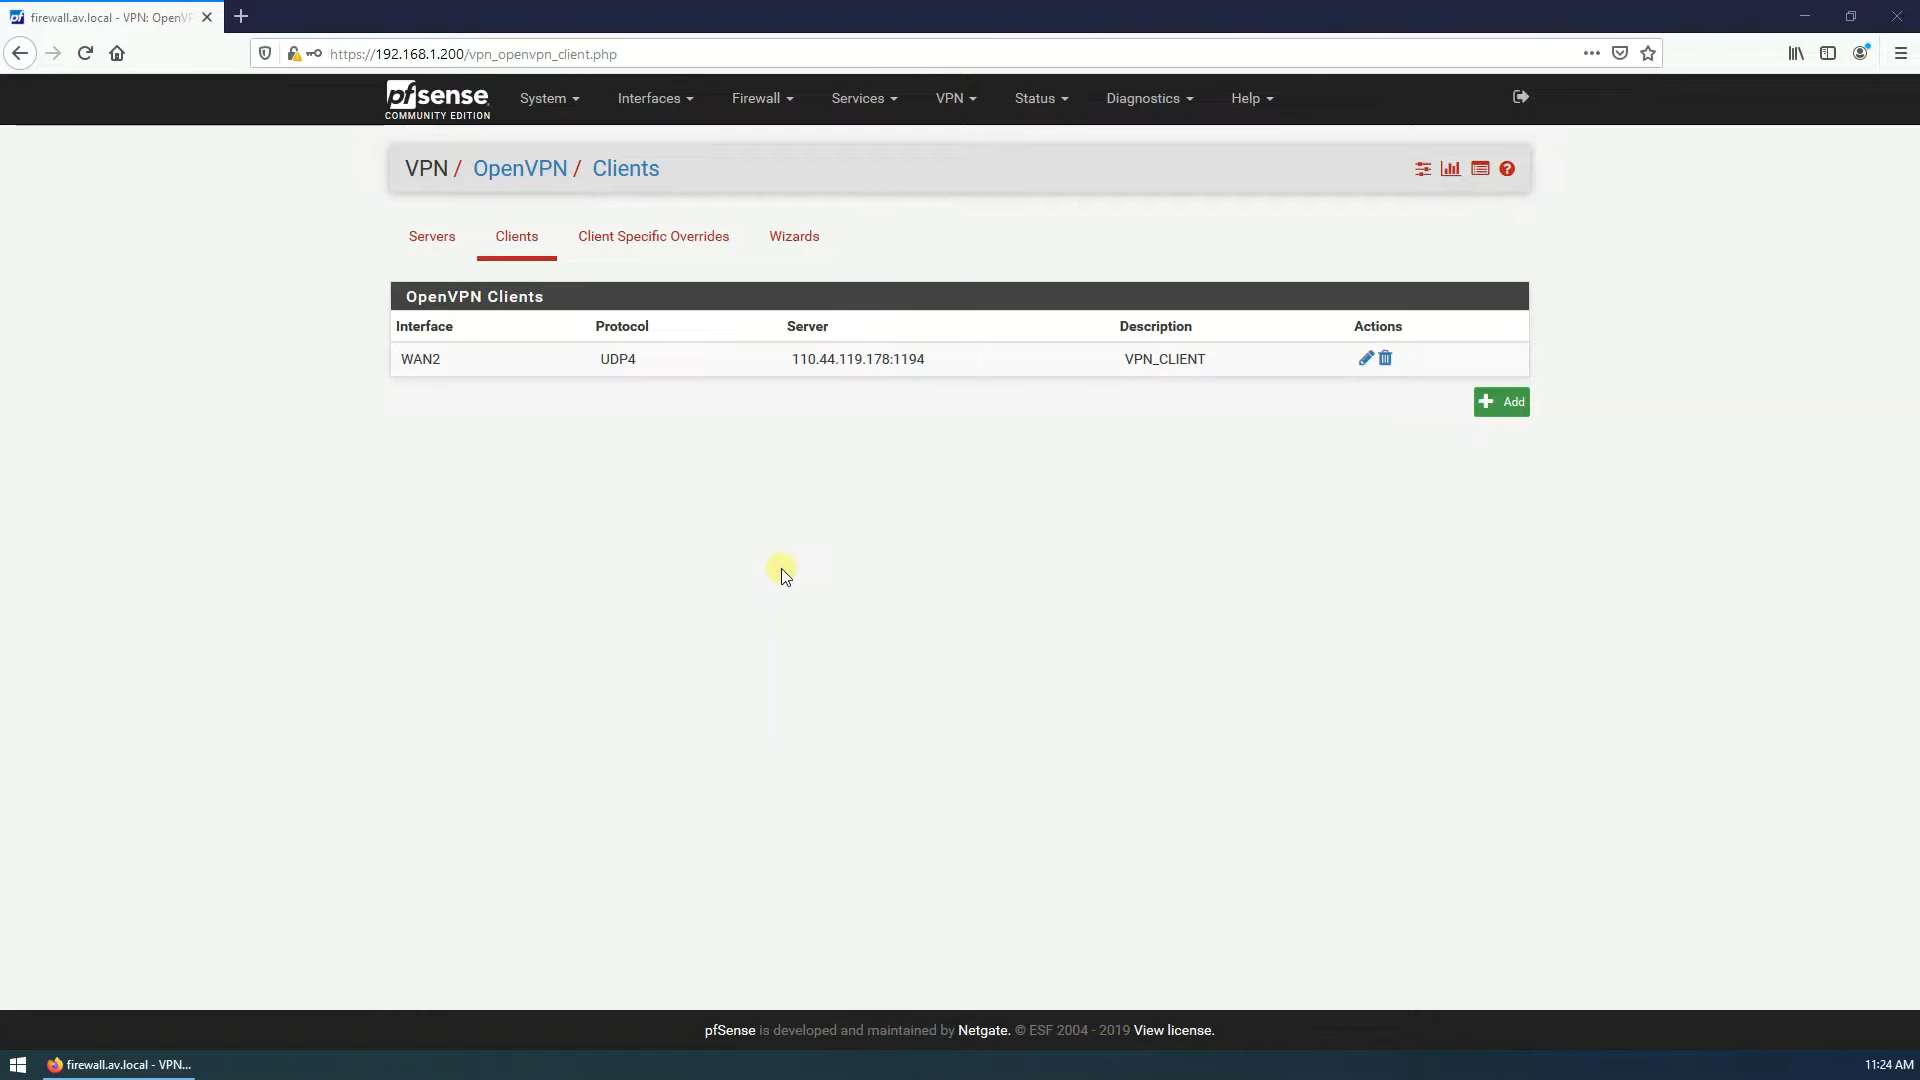 firewall.av.local - VPN: OpenVP
https://192.168.1.200/vpn_openvpn_client.php
pfsense
COMMUNITY EDITION
System
Interfaces
Firewall
Services
VPN
Status
Diagnostics
Help
VPN / OpenVPN / Clients
Servers
Clients
Client Specific Overrides
Wizards
OpenVPN Clients
Interface Protocol Server Description Actions
WAN2 UDP4 110.44.119.178:1194 VPN_CLIENT
Add
pfSense is developed and maintained by Netgate. © ESF 2004 - 2019 View license.
firewall.av.local - VPN...
11:24 AM